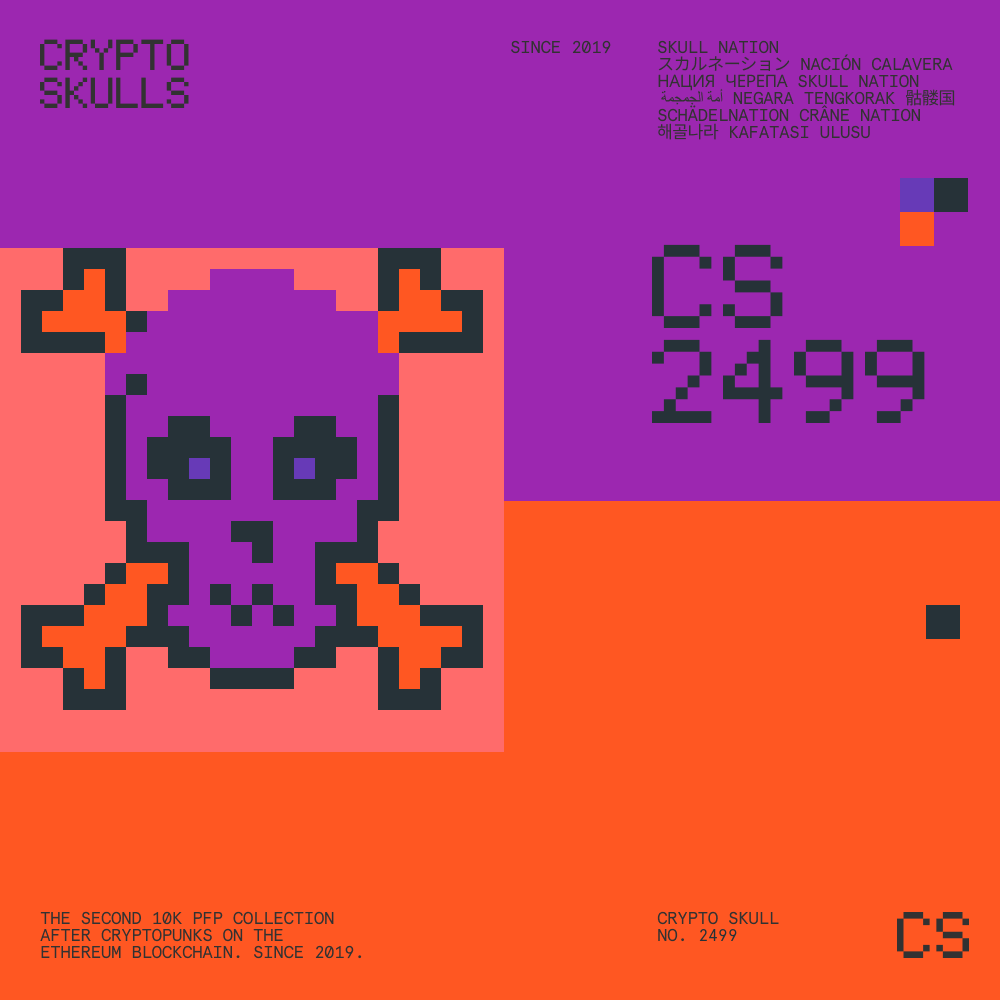 CRYPTO
SKULLS
SINCE 2019
SKULL NATION
スカルネーション NACIÓN CALAVERA
НАЦИЯ ЧЕРЕПА SKULL NATION
أمة الجمجمة NEGARA TENGKORAK 骷髅国
SCHÄDELNATION CRÂNE NATION
해골나라 KAFATASI ULUSU
CS
2499
THE SECOND 10K PFP COLLECTION
AFTER CRYPTOPUNKS ON THE
ETHEREUM BLOCKCHAIN. SINCE 2019.
CRYPTO SKULL
NO. 2499
CS